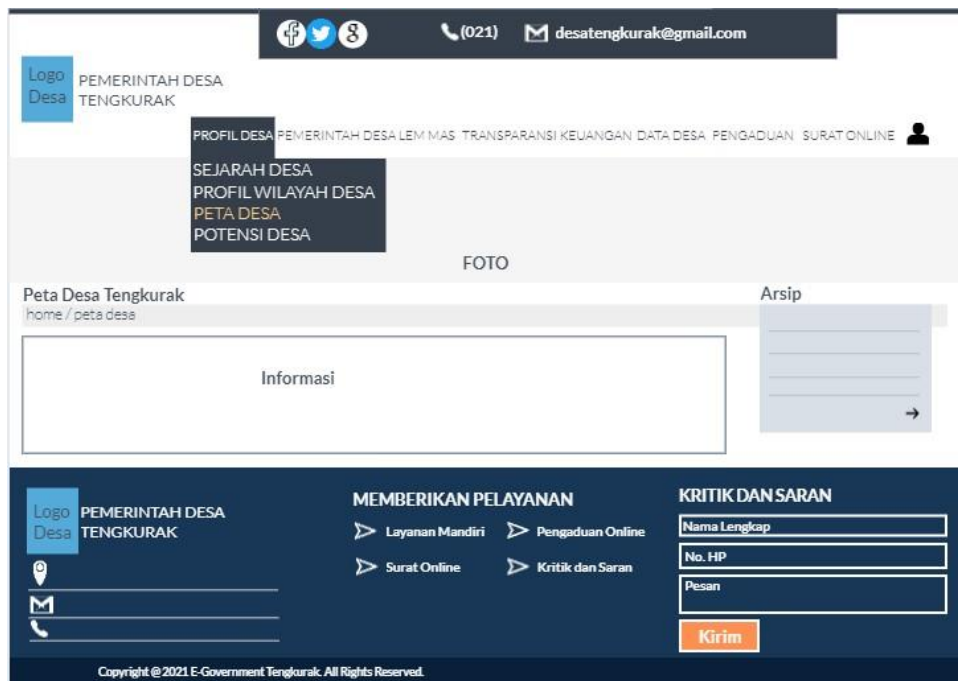 (021) desatengkurak@gmail.com
Logo
Desa
PEMERINTAH DESA
TENGKURAK
PROFIL DESA PEMERINTAH DESA LEM MAS TRANSPARANSI KEUANGAN DATA DESA PENGADUAN SURAT ONLINE
SEJARAH DESA
PROFIL WILAYAH DESA
PETA DESA
POTENSI DESA
FOTO
Peta Desa Tengkurak
home / peta desa
Informasi
Arsip
Logo
Desa
PEMERINTAH DESA
TENGKURAK
MEMBERIKAN PELAYANAN
Layanan Mandiri Pengaduan Online
Surat Online Kritik dan Saran
KRITIK DAN SARAN
Nama Lengkap
No. HP
Pesan
Kirim
Copyright @ 2021 E-Government Tengkurak. All Rights Reserved.